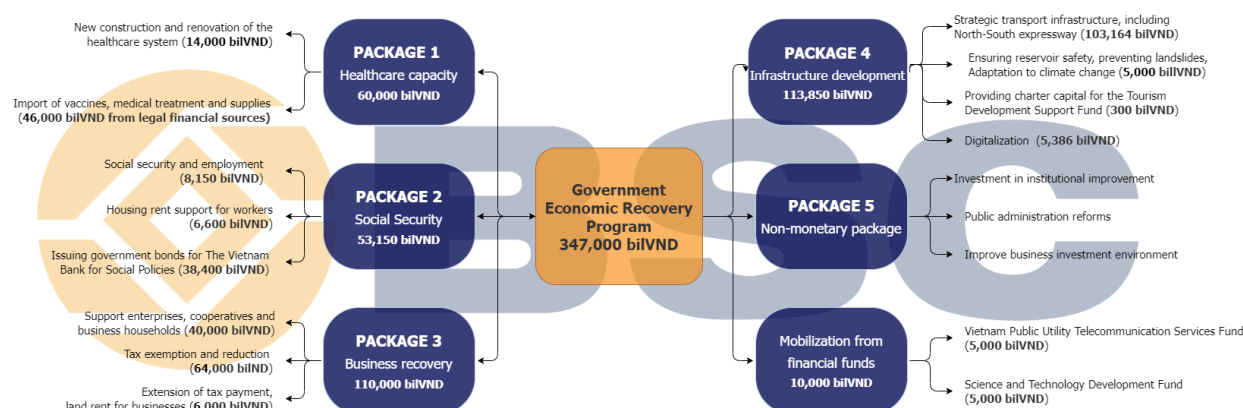 New construction and renovation of the
healthcare system (14,000 bilVND)
Import of vaccines, medical treatment and supplies
(46,000 bilVND from legal financial sources)
PACKAGE 1
Healthcare capacity
60,000 bilVND
Social security and employment
(8,150 bilVND)
Housing rent support for workers
(6,600 bilVND)
Issuing government bonds for The Vietnam
Bank for Social Policies (38,400 bilVND)
PACKAGE 2
Social Security
53,150 bilVND
Support enterprises, cooperatives and
business households (40,000 bilVND)
Tax exemption and reduction
(64,000 bilND)
Extension of tax payment,
land rent for businesses (6,000 bilVND)
PACKAGE 3
Business recovery
110,000 bilVND
Government
Economic Recovery
Program
347,000 bilVND
PACKAGE 4
Infrastructure development
113,850 bilVND
Strategic transport infrastructure, including
North-South expressway (103,164 bilVND)
Ensuring reservoir safety, preventing landslides,
Adaptation to climate change (5,000 billVND)
Providing charter capital for the Tourism
Development Support Fund (300 bilVND)
Digitalization (5,386 bilVND)
PACKAGE 5
Non-monetary package
Investment in institutional improvement
Public administration reforms
Improve business investment environment
Mobilization from
financial funds
10,000 bilVND
Vietnam Public Utility Telecommunication Services Fund
(5,000 bilVND)
Science and Technology Development Fund
(5,000 bilVND)
BSC